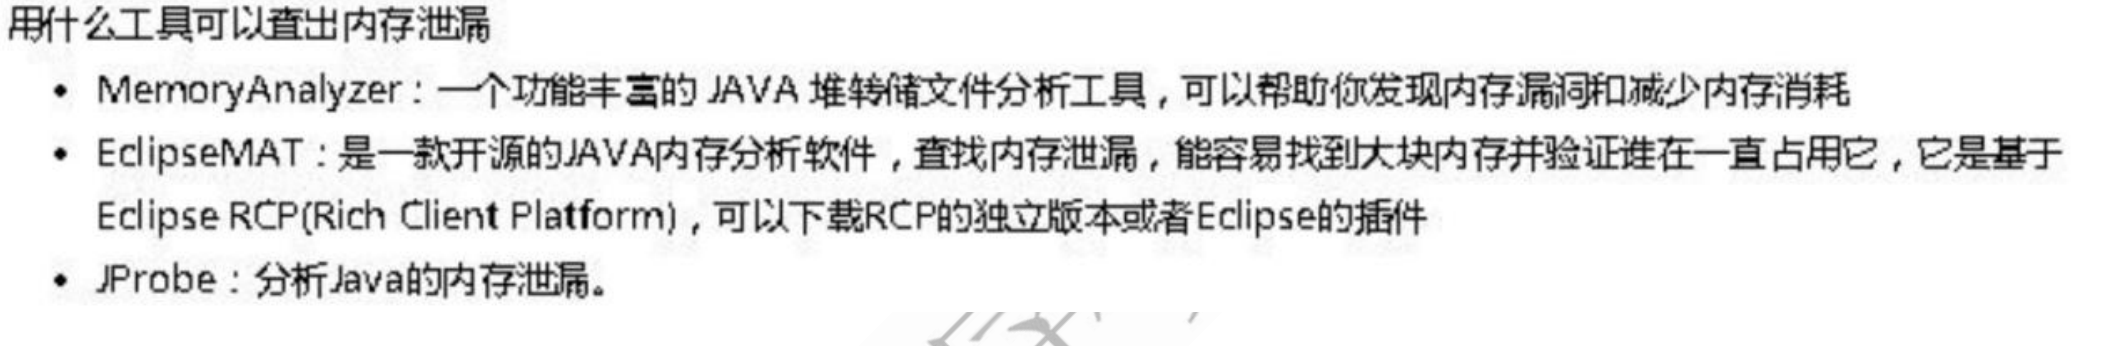 用什么工具可以查出内存泄漏
• MemoryAnalyzer：一个功能丰富的 JAVA 堆转储文件分析工具，可以帮助你发现内存漏洞和减少内存消耗
• EclipseMAT：是一款开源的JAVA内存分析软件，查找内存泄漏，能容易找到大块内存并验证谁在一直占用它，它是基于
Eclipse RCP(Rich Client Platform)，可以下载RCP的独立版本或者Eclipse的插件
• JProbe：分析Java的内存泄漏。